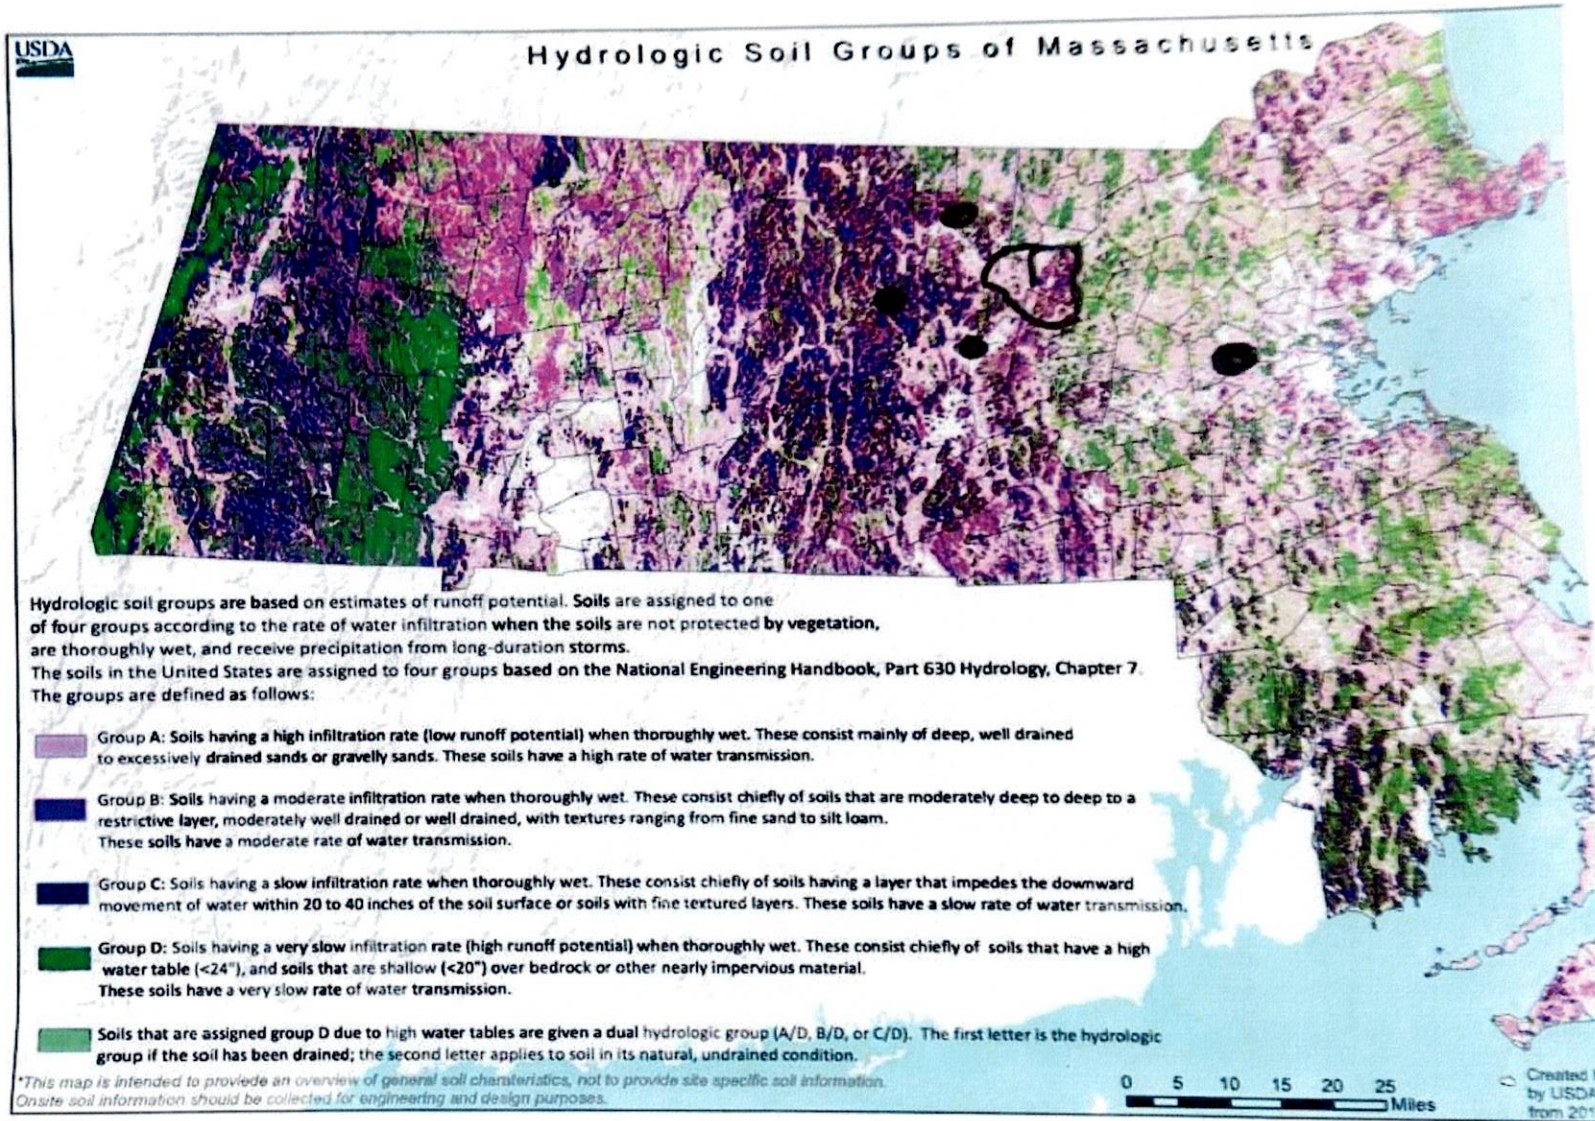 USDA
Hydrologic Soil Groups of Massachusetts
Hydrologic soil groups are based on estimates of runoff potential. Soils are assigned to one
of four groups according to the rate of water infiltration when the soils are not protected by vegetation,
are thoroughly wet, and receive precipitation from long-duration storms.
The soils in the United States are assigned to four groups based on the National Engineering Handbook, Part 630 Hydrology, Chapter 7.
The groups are defined as follows:
Group A: Soils having a high infiltration rate (low runoff potential) when thoroughly wet. These consist mainly of deep, well drained
to excessively drained sands or gravelly sands. These soils have a high rate of water transmission.
Group B: Soils having a moderate infiltration rate when thoroughly wet. These consist chiefly of soils that are moderately deep to deep to a
restrictive layer, moderately well drained or well drained, with textures ranging from fine sand to silt loam.
These soils have a moderate rate of water transmission.
Group C: Soils having a slow infiltration rate when thoroughly wet. These consist chiefly of soils having a layer that impedes the downward
movement of water within 20 to 40 inches of the soil surface or soils with fine textured layers. These soils have a slow rate of water transmission.
Group D: Soils having a very slow infiltration rate (high runoff potential) when thoroughly wet. These consist chiefly of soils that have a high
water table (<24"), and soils that are shallow (<20") over bedrock or other nearly impervious material.
These soils have a very slow rate of water transmission.
Soils that are assigned group D due to high water tables are given a dual hydrologic group (A/D, B/D, or C/D). The first letter is the hydrologic
group if the soil has been drained; the second letter applies to soil in its natural, undrained condition.
*This map is intended to proviede an overview of general soil charateristics, not to provide site specific soil information.
Onsite soil information should be collected for engineering and design purposes.
0 5 10 15 20 25
Miles
Created
by USDA
from 201